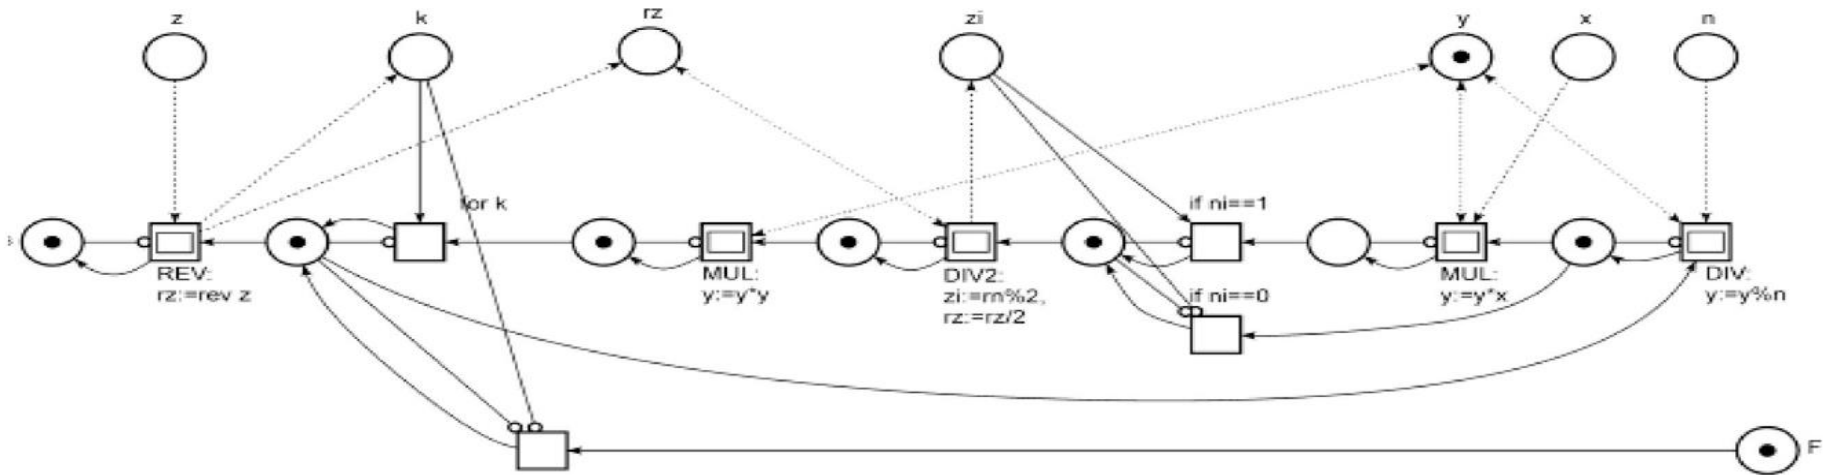 z
k
rz
zi
y
x
n
for k
if ni==1
REV:
rz:=rev z
MUL:
y:=y*y
DIV2:
zi:=rn%2,
rz:=rz/2
if ni==0
MUL:
y:=y*x
DIV:
y:=y%n
F